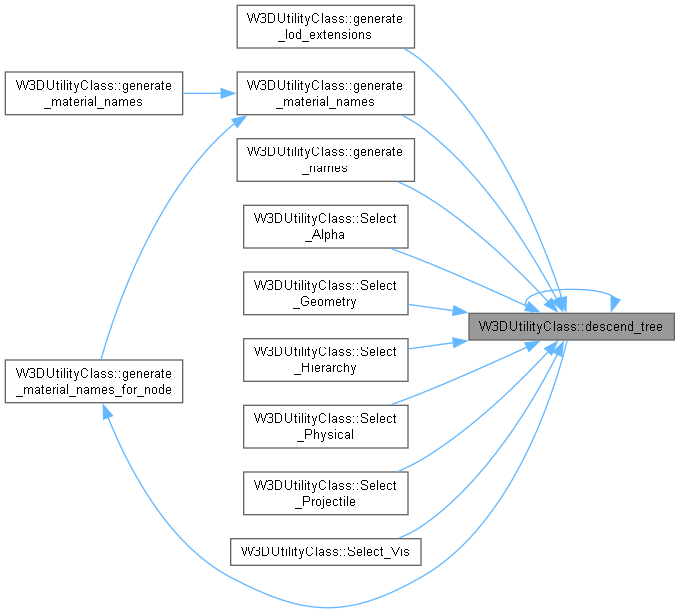 W3DUtilityClass::generate
_lod_extensions
W3DUtilityClass::generate
_material_names
W3DUtilityClass::generate
_material_names
W3DUtilityClass::generate
_names
W3DUtilityClass::Select
_Alpha
W3DUtilityClass::Select
_Geometry
W3DUtilityClass::descend_tree
W3DUtilityClass::Select
_Hierarchy
W3DUtilityClass::generate
_material_names_for_node
W3DUtilityClass::Select
_Physical
W3DUtilityClass::Select
_Projectile
W3DUtilityClass::Select_Vis